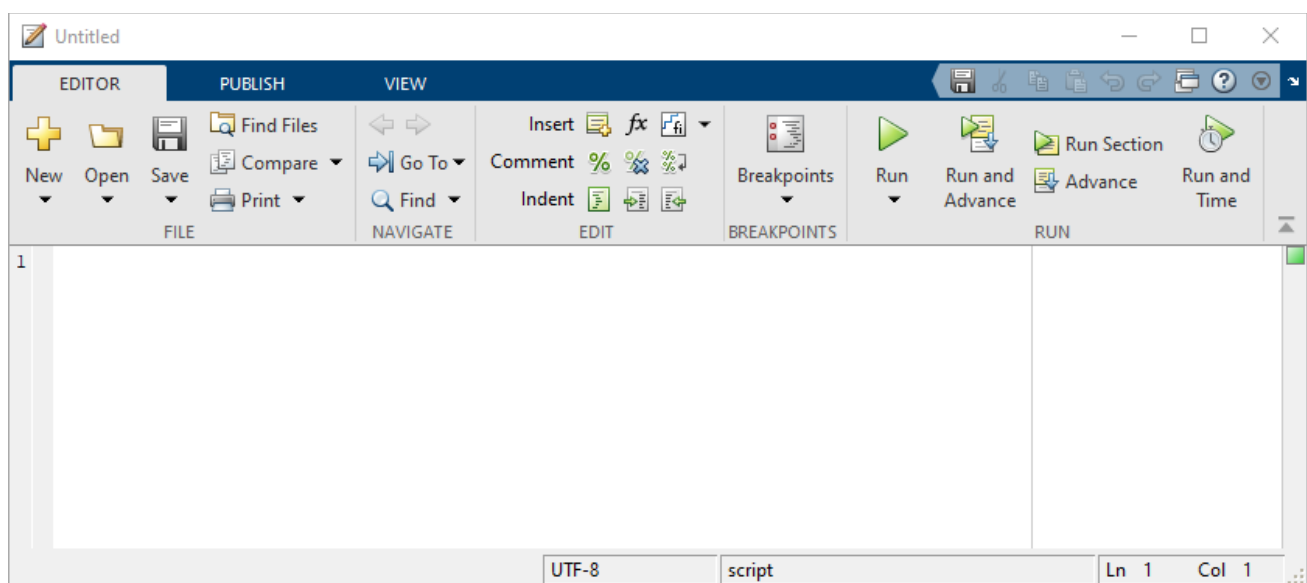 Untitled
EDITOR PUBLISH VIEW
New
Open
Save
Find Files
Compare
Print
FILE
Go To
Find
NAVIGATE
Insert fx fi
Comment % %
Indent
EDIT
Breakpoints
BREAKPOINTS
Run
Run and
Advance
Run Section
Advance
Run and
Time
RUN
1
UTF-8 script Ln 1 Col 1